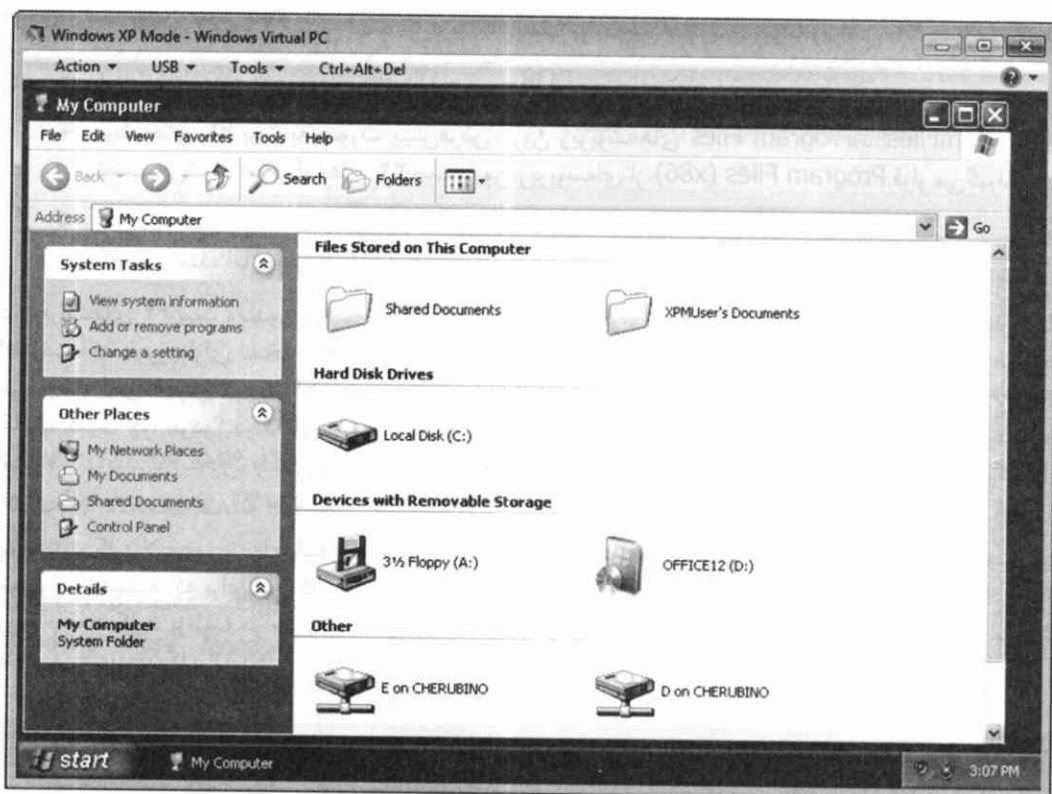 Windows XP Mode - Windows Virtual PC
Action USB Tools Ctrl+Alt+Del
My Computer
File Edit View Favorites Tools Help
Back Search Folders
Address My Computer Go
System Tasks
View system information
Add or remove programs
Change a setting
Other Places
My Network Places
My Documents
Shared Documents
Control Panel
Details
My Computer
System Folder
Files Stored on This Computer
Shared Documents XPMUser's Documents
Hard Disk Drives
Local Disk (C:)
Devices with Removable Storage
3½ Floppy (A:) OFFICE12 (D:)
Other
E on CHERUBINO D on CHERUBINO
start My Computer 3:07 PM